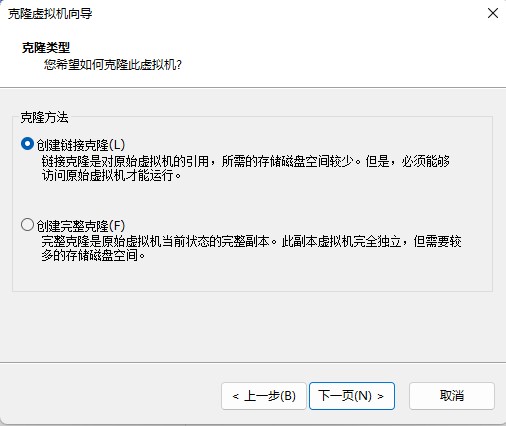 克隆虚拟机向导
克隆类型
您希望如何克隆此虚拟机?
克隆方法
创建链接克隆(L)
链接克隆是对原始虚拟机的引用，所需的存储磁盘空间较少。但是，必须能够
访问原始虚拟机才能运行。
创建完整克隆(F)
完整克隆是原始虚拟机当前状态的完整副本。此副本虚拟机完全独立，但需要较
多的存储磁盘空间。
< 上一步(B) 下一页(N) > 取消